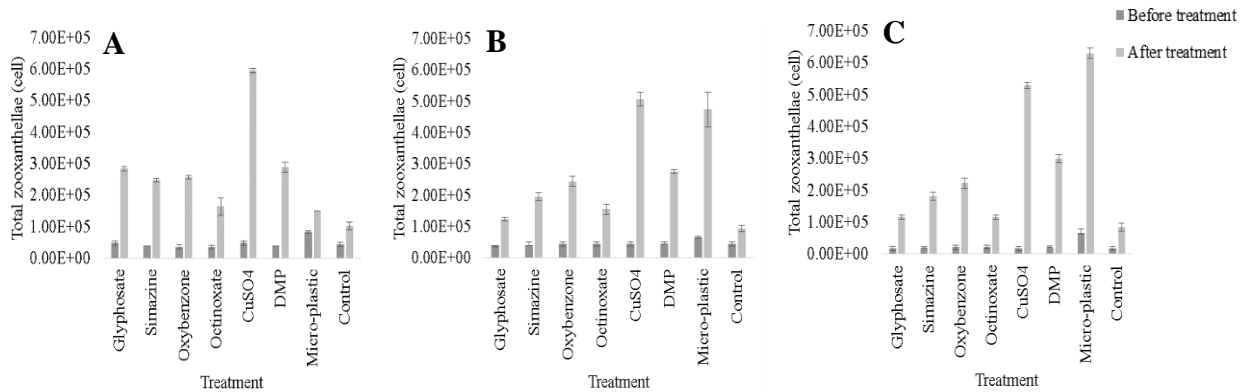 A
Total zooxanthellae (cell)
7.00E+05
6.00E+05
5.00E+05
4.00E+05
3.00E+05
2.00E+05
1.00E+05
0.00E+00
Glyphosate
Simazine
Oxybenzone
Octinoxate
CuSO4
DMP
Micro-plastic
Control
Treatment
B
Total zooxanthellae (cell)
7.00E+05
6.00E+05
5.00E+05
4.00E+05
3.00E+05
2.00E+05
1.00E+05
0.00E+00
Glyphosate
Simazine
Oxybenzone
Octinoxate
CuSO4
DMP
Micro-plastic
Control
Treatment
C
Total zooxanthellae (cell)
7.00E+05
6.00E+05
5.00E+05
4.00E+05
3.00E+05
2.00E+05
1.00E+05
0.00E+00
Glyphosate
Simazine
Oxybenzone
Octinoxate
CuSO4
DMP
Micro-plastic
Control
Treatment
Before treatment
After treatment